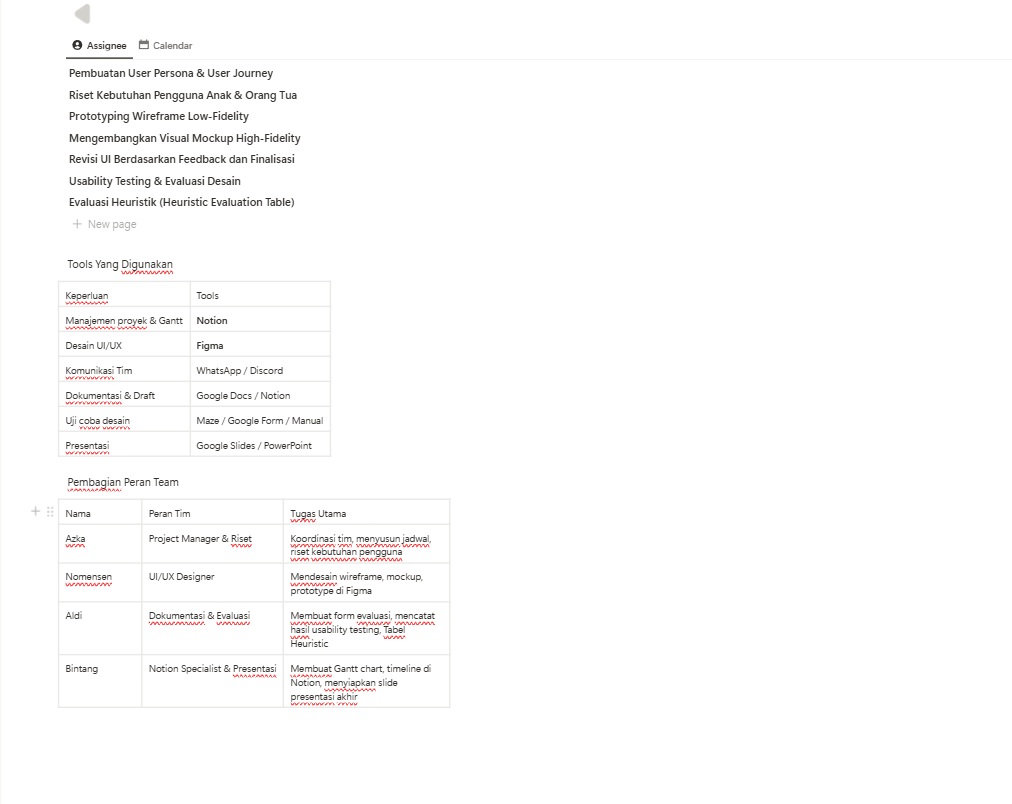 Assignee Calendar
Pembuatan User Persona & User Journey
Riset Kebutuhan Pengguna Anak & Orang Tua
Prototyping Wireframe Low-Fidelity
Mengembangkan Visual Mockup High-Fidelity
Revisi UI Berdasarkan Feedback dan Finalisasi
Usability Testing & Evaluasi Desain
Evaluasi Heuristik (Heuristic Evaluation Table)
+ New page
Tools Yang Digunakan
Keperluan Tools
Manajemen proyek & Gantt Notion
Desain UI/UX Figma
Komunikasi Tim WhatsApp / Discord
Dokumentasi & Draft Google Docs / Notion
Uji coba desain Maze / Google Form / Manual
Presentasi Google Slides / PowerPoint
Pembagian Peran Team
Nama Peran Tim Tugas Utama
Azka Project Manager & Riset Koordinasi tim, menyusun jadwal,
riset kebutuhan pengguna
Nomensen UI/UX Designer Mendesain wireframe, mockup,
prototype di Figma
Aldi Dokumentasi & Evaluasi Membuat form evaluasi, mencatat
hasil usability testing, Tabel
Heuristic
Bintang Notion Specialist & Presentasi Membuat Gantt chart, timeline di
Notion, menyiapkan slide
presentasi akhir